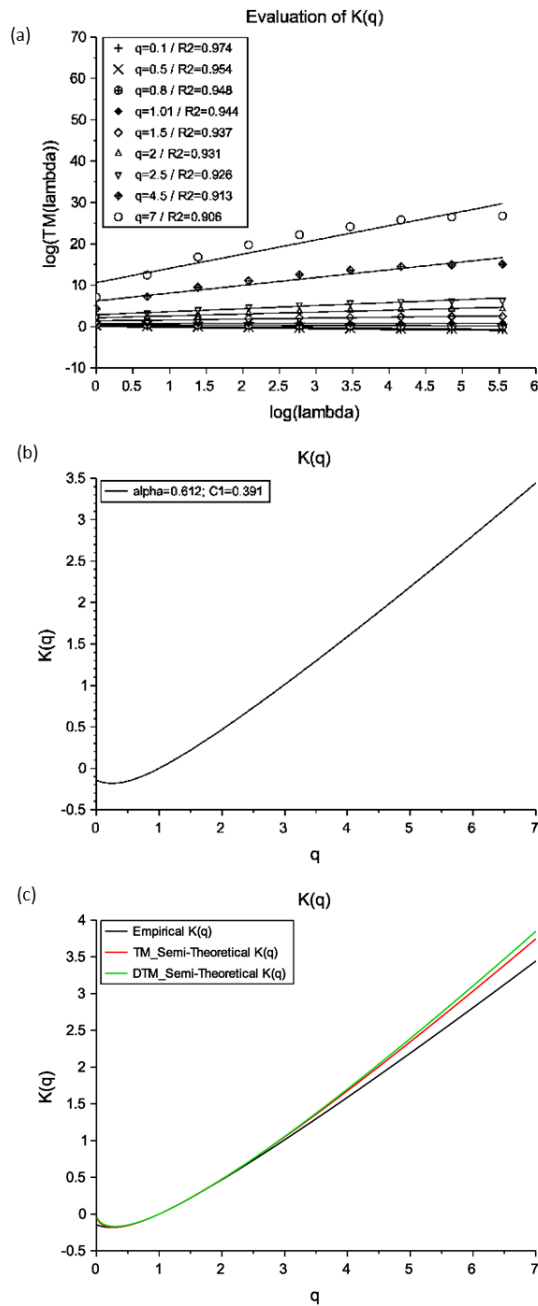 (a)
Evaluation of K(q)
q=0.1 / R2=0.974
q=0.5 / R2=0.954
q=0.8 / R2=0.948
q=1.01 / R2=0.944
q=1.5 / R2=0.937
q=2 / R2=0.931
q=2.5 / R2=0.926
q=4.5 / R2=0.913
q=7 / R2=0.906
log(TM(lambda))
70
60
50
40
30
20
10
0
-10
0 0.5 1 1.5 2 2.5 3 3.5 4 4.5 5 5.5 6
log(lambda)
(b)
K(q)
alpha=0.612; C1=0.391
K(q)
3.5
3
2.5
2
1.5
1
0.5
0
-0.5
0 1 2 3 4 5 6 7
q
(c)
K(q)
Empirical K(q)
TM_Semi-Theoretical K(q)
DTM_Semi-Theoretical K(q)
K(q)
4
3.5
3
2.5
2
1.5
1
0.5
0
-0.5
0 1 2 3 4 5 6 7
q